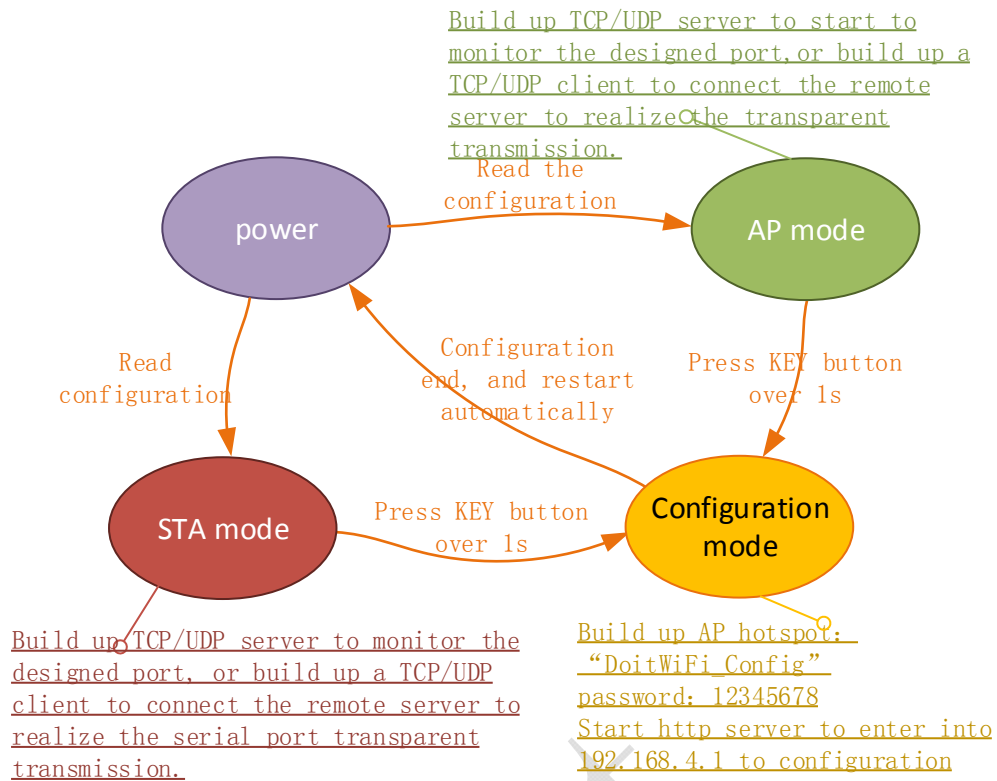 Build up TCP/UDP server to start to
monitor the designed port,or build up a
TCP/UDP client to connect the remote
server to realize the transparent
transmission.
Read the
configuration
power
AP mode
Read
configuration
Configuration
end, and restart
automatically
Press KEY button
over 1s
STA mode
Press KEY button
over 1s
Configuration
mode
Build up TCP/UDP server to monitor the
designed port, or build up a TCP/UDP
client to connect the remote server to
realize the serial port transparent
transmission.
Build up AP hotspot:
“DoitWiFi_Config”
password: 12345678
Start http server to enter into
192.168.4.1 to configuration